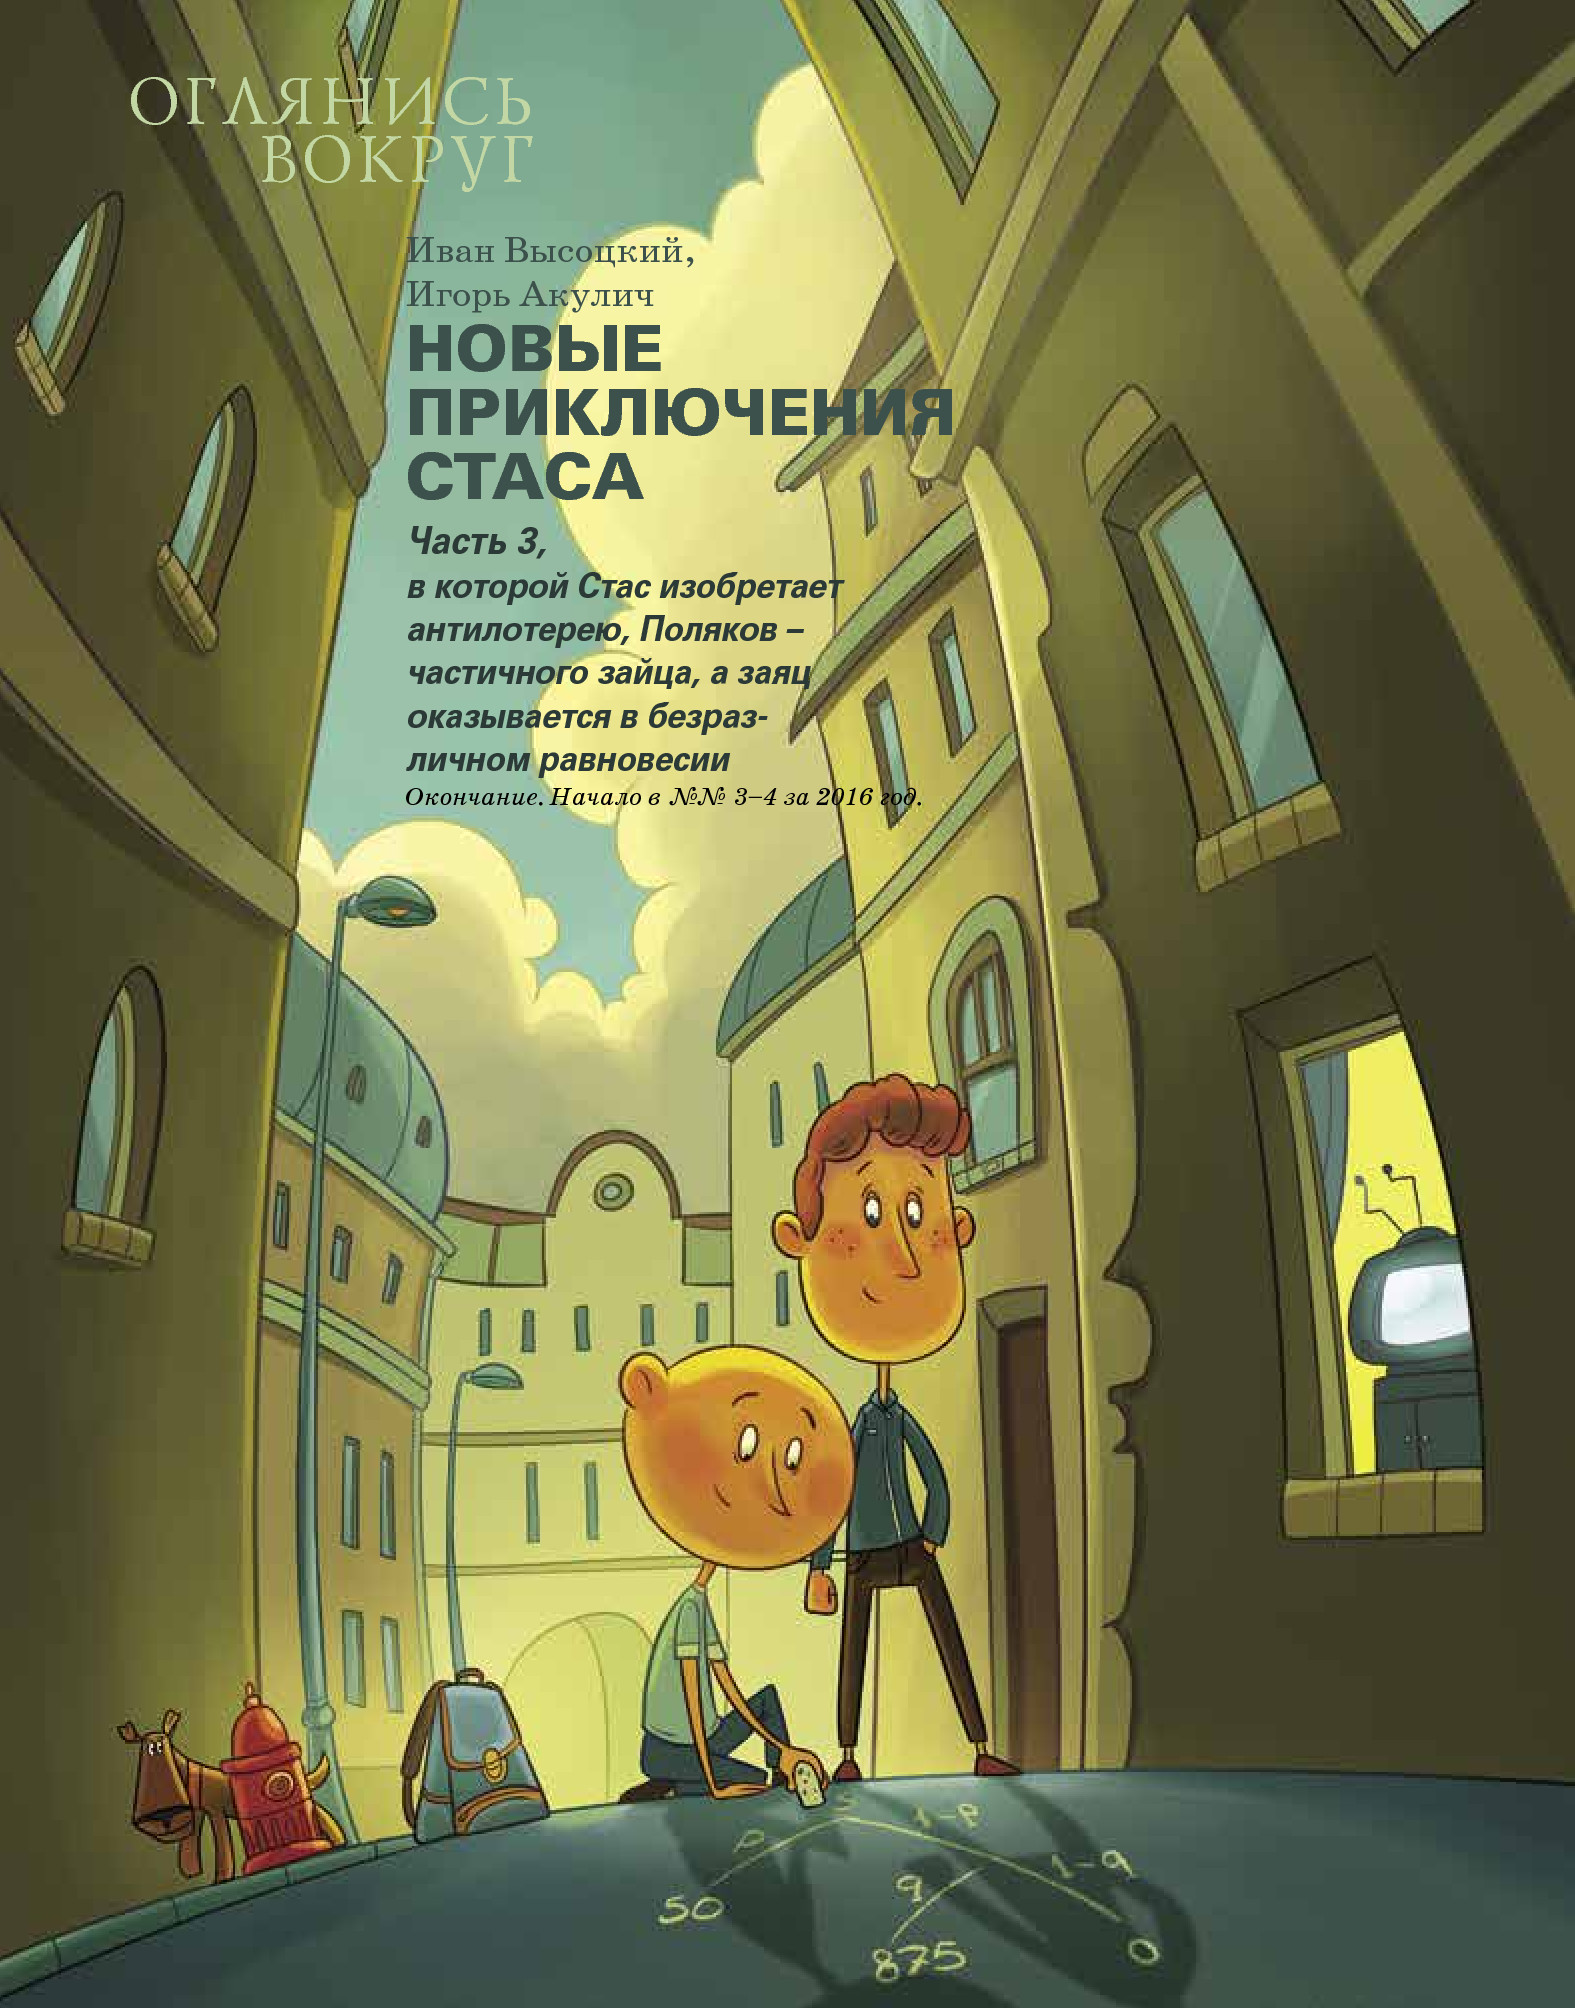 ОГЛЯНИСЬ
ВОКРУГ
Иван Высоцкий,
Игорь Акулич
НОВЫЕ
ПРИКЛЮЧЕНИЯ
СТАСА
Часть 3,
в которой Стас изобретает
антилотерею, Поляков –
частичного зайца, а заяц
оказывается в безраз-
личном равновесии
Окончание. Начало в №№ 3–4 за 2016 год.
S
p 1-p
50 q 1-q
875 0